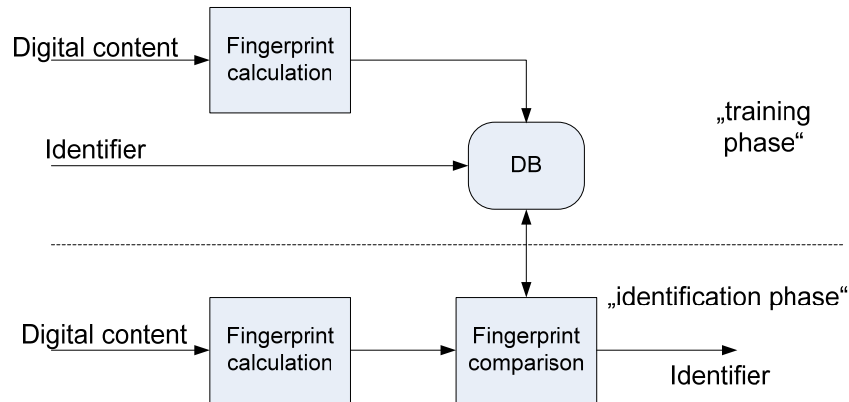 Digital content
Fingerprint
calculation
„training
phase“
Identifier
DB
„identification phase“
Digital content
Fingerprint
calculation
Fingerprint
comparison
Identifier